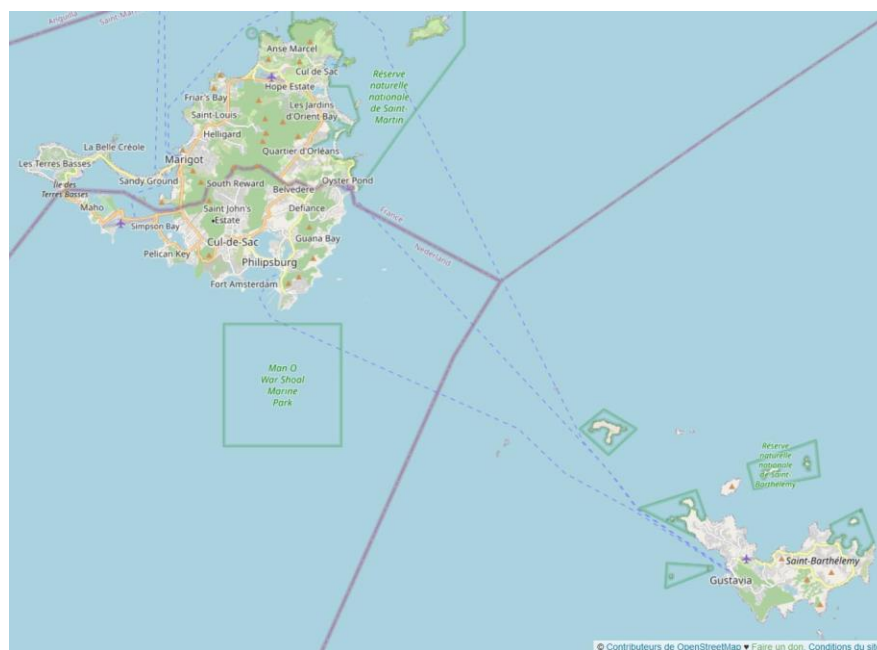 Anguilla
Saint-Mar
Anse Marcel
Cul de Sac
Hope Estate
Réserve
naturelle
nationale
de Saint-
Martin
Friar's Bay
Saint-Louis
Les Jardins
d'Orient Bay
Helligard
La Belle Créole
Marigot
Quartier d'Orléans
Les Terres Basses
Île des
Terres Basses
Sandy Ground
South Reward
Oyster Pond
Belvedere
Maho
Saint John's
Estate
Defiance
France
Nederland
Simpson Bay
Cul-de-Sac
Guana Bay
Pelican Key
Philipsburg
Fort Amsterdam
Man O
War Shoal
Marine
Park
Réserve
naturelle
nationale
de Saint-
Barthélemy
Saint-Barthélemy
Gustavia
© Contributeurs de OpenStreetMap ♥ Faire un don. Conditions du sit